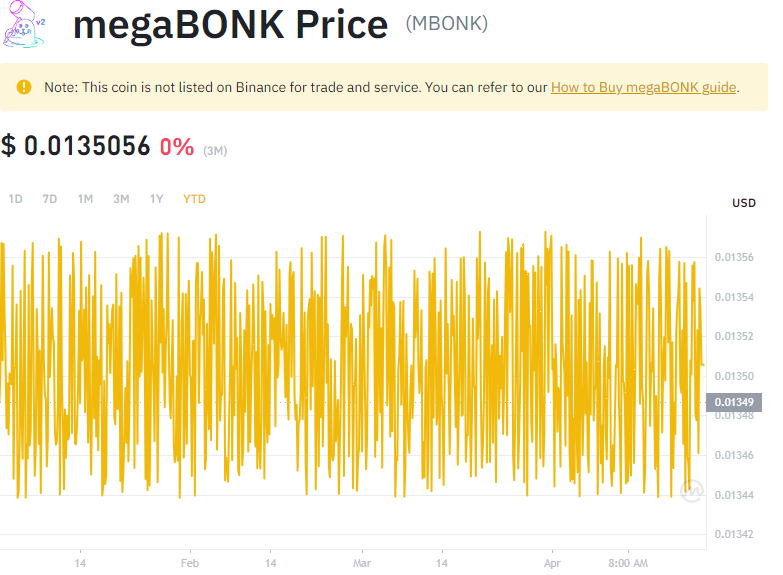 v2
megaBONK Price (MBONK)
Note: This coin is not listed on Binance for trade and service. You can refer to our How to Buy megaBONK guide.
$ 0.0135056 0% (3M)
1D 7D 1M 3M 1Y YTD
USD
0.01356
0.01354
0.01352
0.01350
0.01349
0.01348
0.01346
0.01344
0.01342
14 Feb 14 Mar 14 Apr 8:00 AM